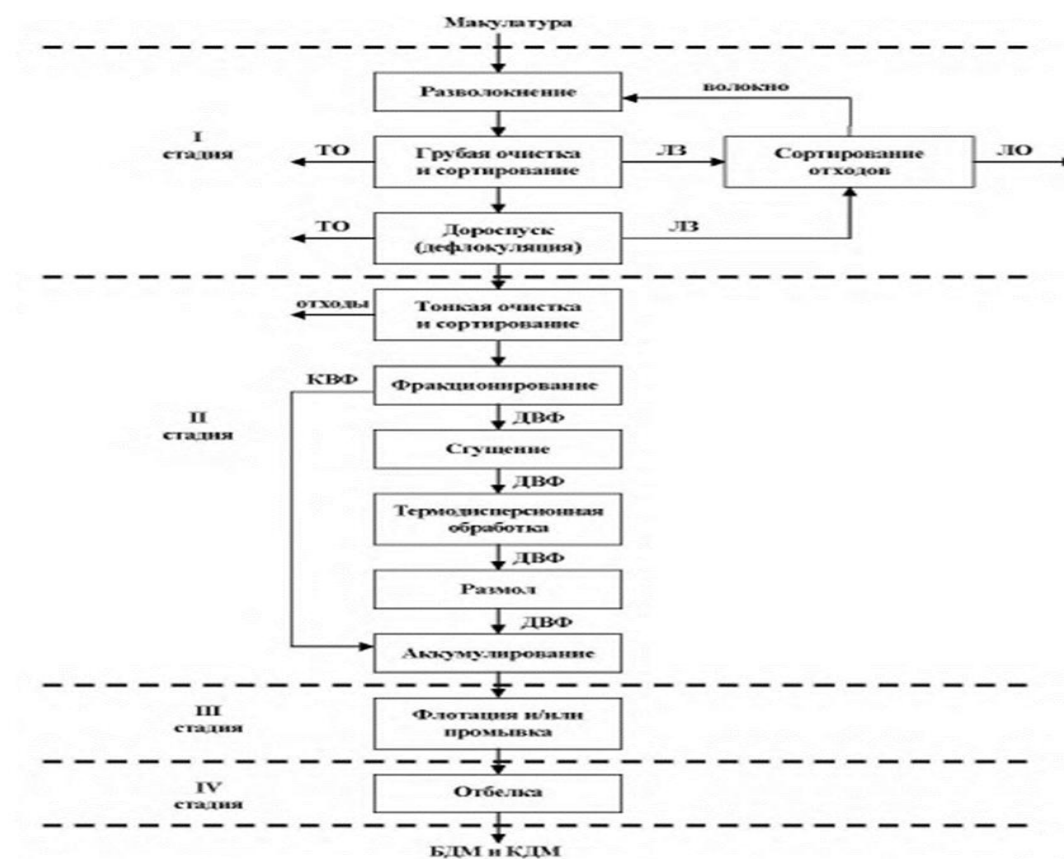 Макулатура
Разволокнение
волокно
I
стадия
ТО
Грубая очистка
и сортирование
ЛЗ
Сортирование
отходов
ЛО
ТО
Дороспуск
(дефлокуляция)
ЛЗ
отходы
Тонкая очистка
и сортирование
КВФ
Фракционирование
II
стадия
ДВФ
Сгущение
ДВФ
Термодисперсионная
обработка
ДВФ
Размол
ДВФ
Аккумулирование
III
стадия
Флотация и/или
промывка
IV
стадия
Отбелка
БДМ и КДМ